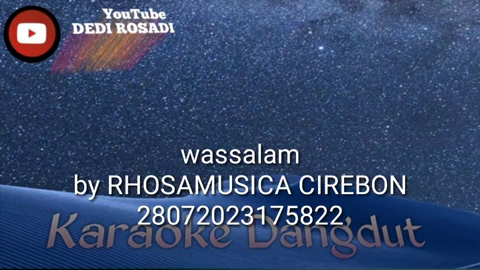 YouTube
DEDI ROSADI
wassalam
by RHOSAMUSICA CIREBON
28072023175822
Karaoke Dangdut